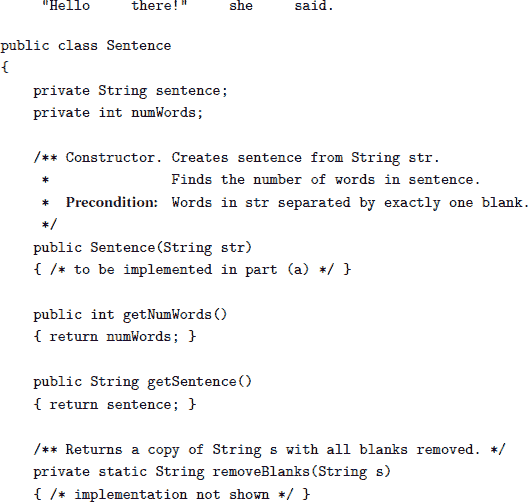 "Hello there!" she said.
public class Sentence
{
private String sentence;
private int numWords;
/** Constructor. Creates sentence from String str.
* Finds the number of words in sentence.
* Precondition: Words in str separated by exactly one blank.
*/
public Sentence(String str)
{ /* to be implemented in part (a) */ }
public int getNumWords()
{ return numWords; }
public String getSentence()
{ return sentence; }
/** Returns a copy of String s with all blanks removed. */
private static String removeBlanks(String s)
{ /* implementation not shown */ }